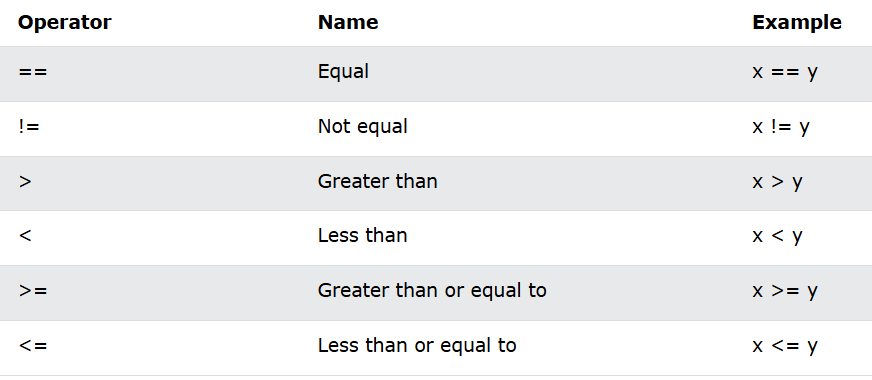 Operator Name Example
== Equal x == y
!= Not equal x != y
> Greater than x > y
< Less than x < y
>= Greater than or equal to x >= y
<= Less than or equal to x <= y